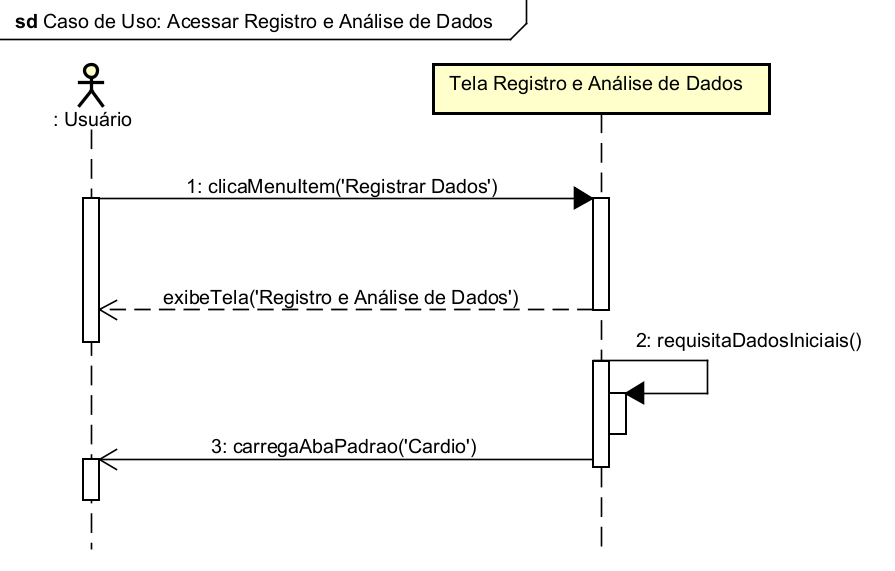 sd Caso de Uso: Acessar Registro e Análise de Dados
: Usuário
Tela Registro e Análise de Dados
1: clicaMenuItem('Registrar Dados')
exibeTela('Registro e Análise de Dados')
2: requisitaDadosIniciais()
3: carregaAbaPadrao('Cardio')